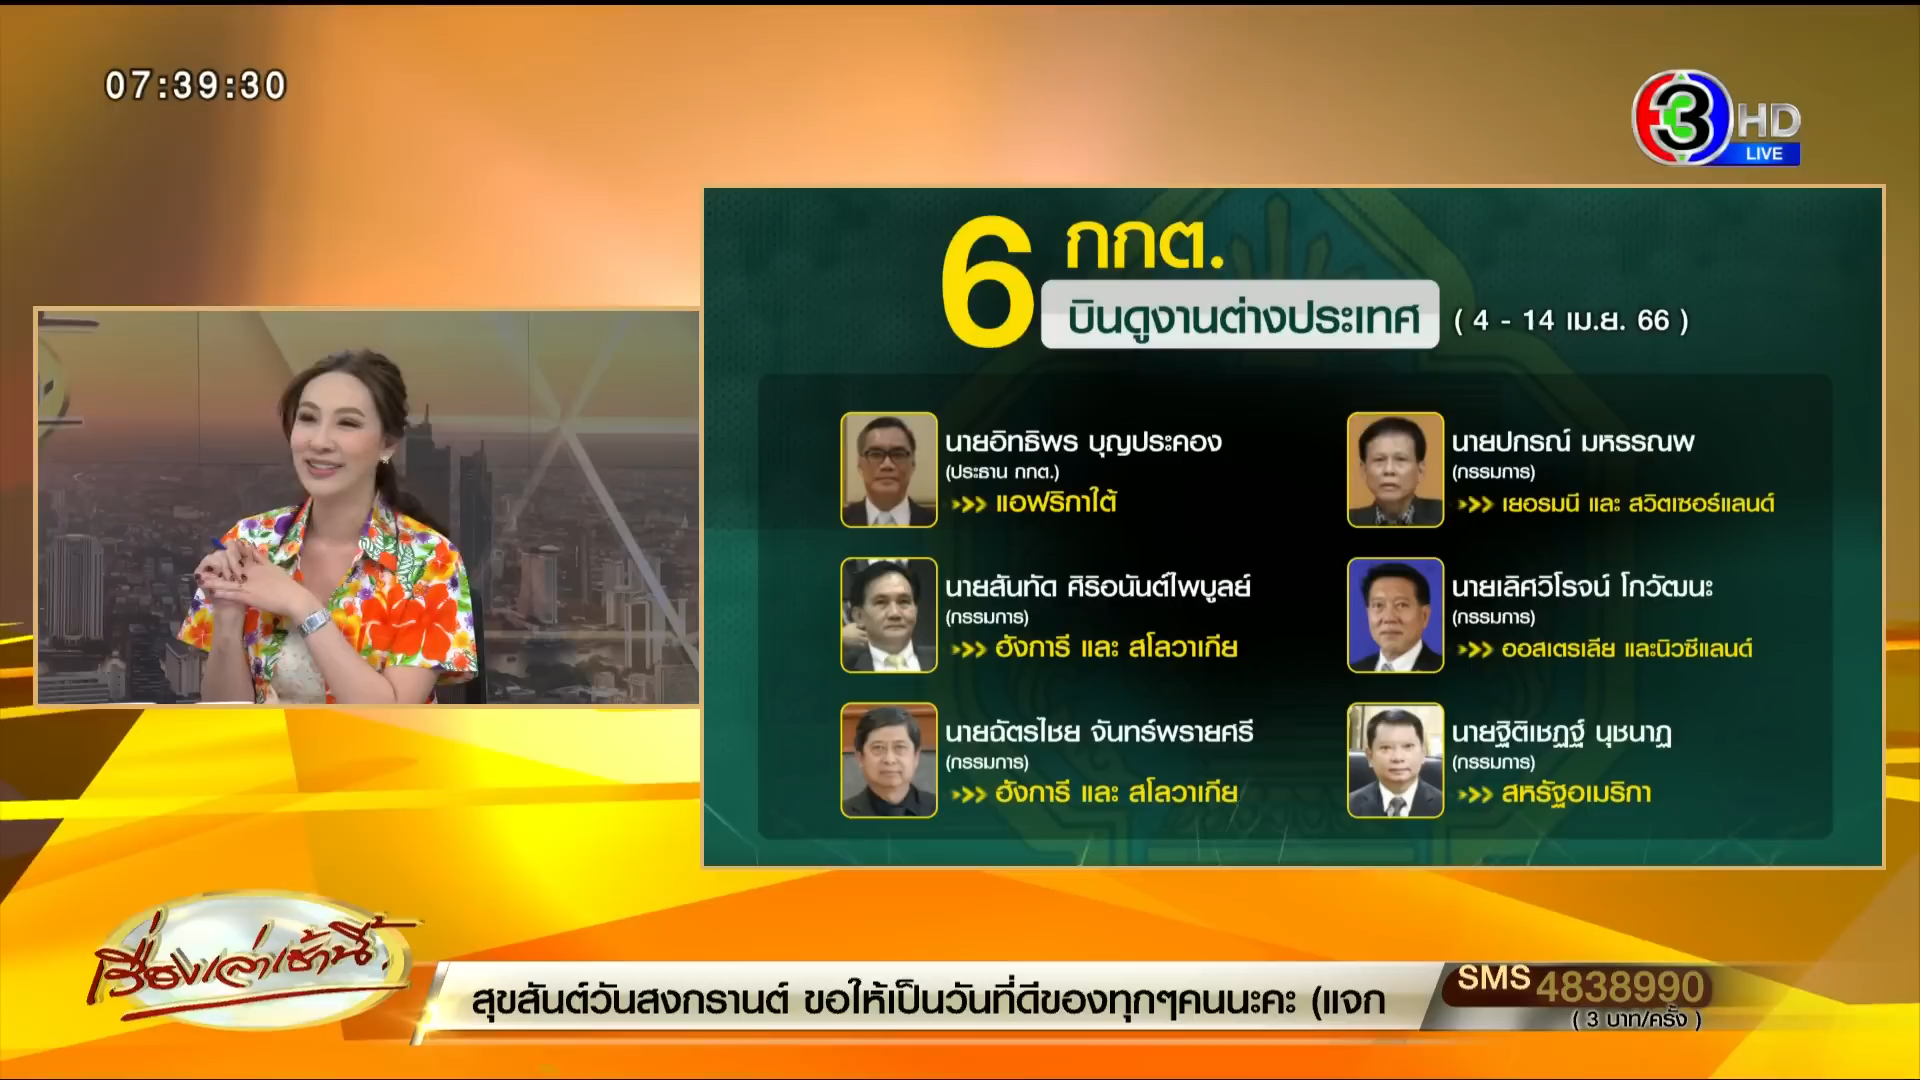 07:39:30
3 HD
LIVE
6 กกต.
บินดูงานต่างประเทศ ( 4 - 14 เม.ย. 66 )
นายอิทธิพร บุญประคอง
(ประธาน กกต.)
แอฟริกาใต้
นายปกรณ์ มหรรณพ
(กรรมการ)
เยอรมนี และ สวิตเซอร์แลนด์
นายสันทัด ศิริอนันต์ไพบูลย์
(กรรมการ)
ฮังการี และ สโลวาเกีย
นายเลิศวิโรจน์ โกวัฒนะ
(กรรมการ)
ออสเตรเลีย และนิวซีแลนด์
นายฉัตรไชย จันทร์พรายศรี
(กรรมการ)
ฮังการี และ สโลวาเกีย
นายฐิติเชฏฐ์ นุชนาฏ
(กรรมการ)
สหรัฐอเมริกา
เรื่องเล่าเช้านี้
สุขสันต์วันสงกรานต์ ขอให้เป็นวันที่ดีของทุกๆคนนะคะ (แจก
SMS 4838990
( 3 บาท/ครั้ง )